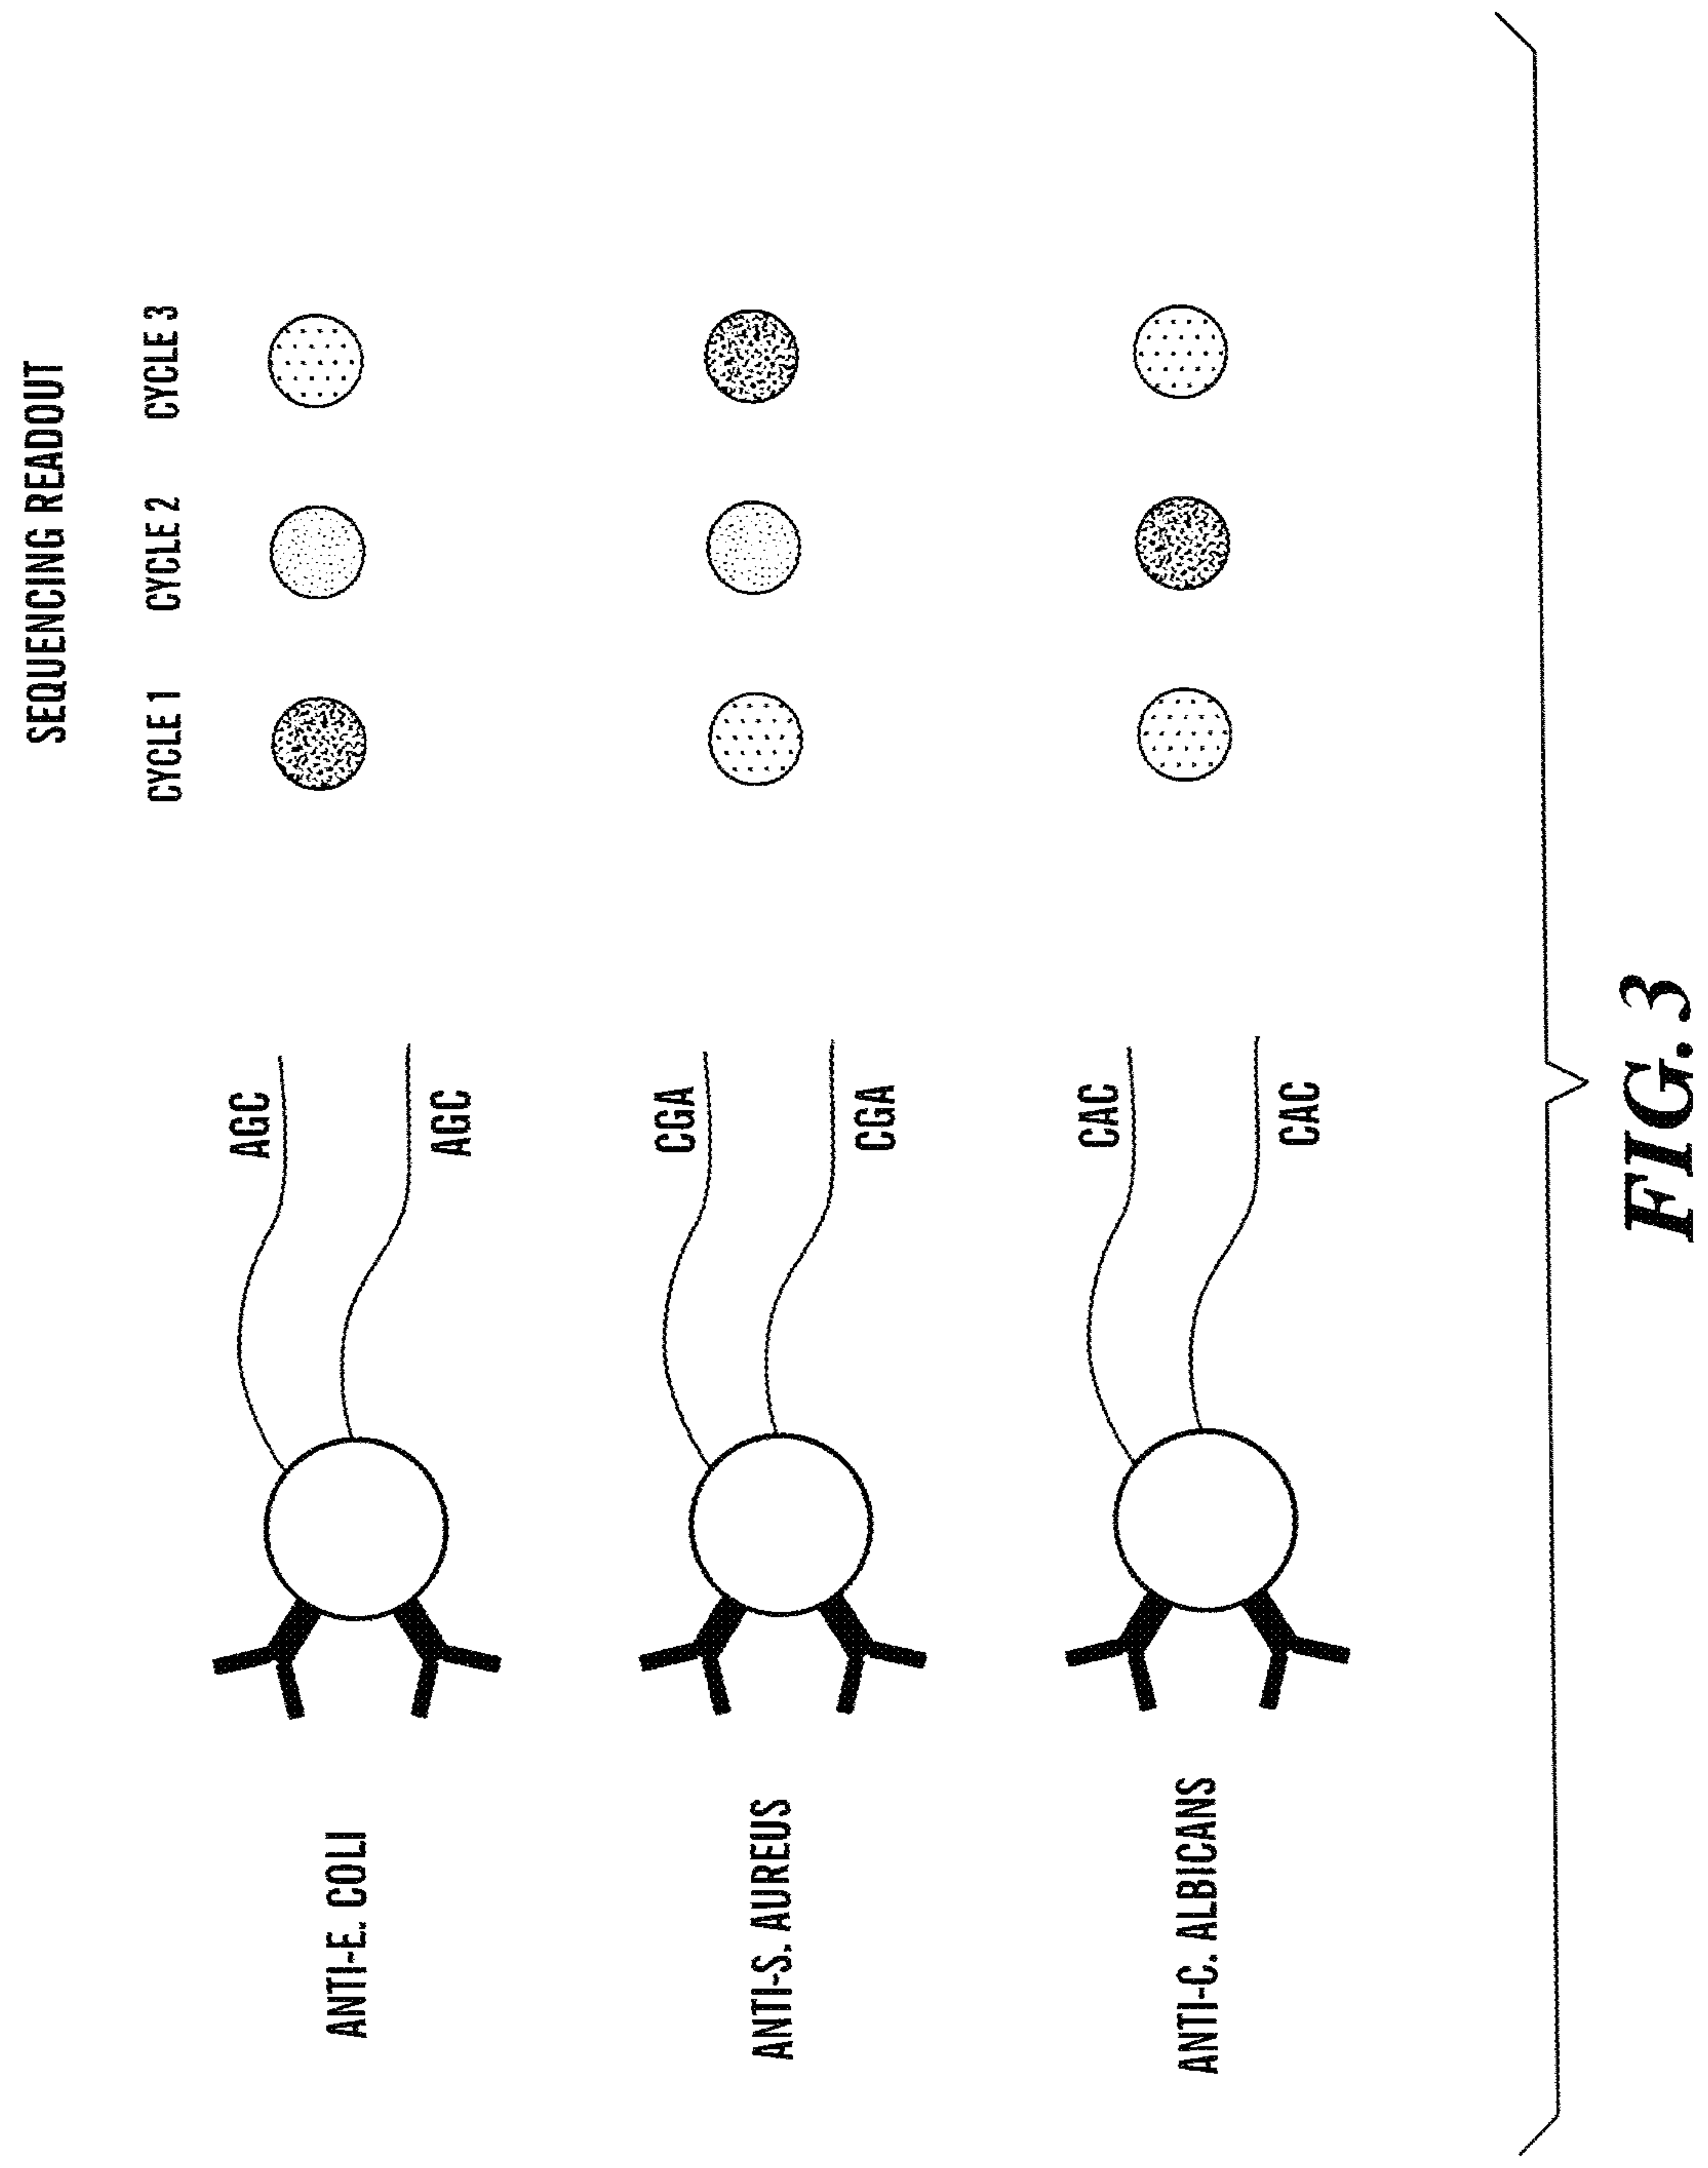 SEQUENCING READOUT
CYCLE 1 CYCLE 2 CYCLE 3
AGC
ANTI-E. COLI
AGC
CGA
ANTI-S. AUREUS
CGA
CAC
ANTI-C. ALBICANS
CAC
FIG. 3